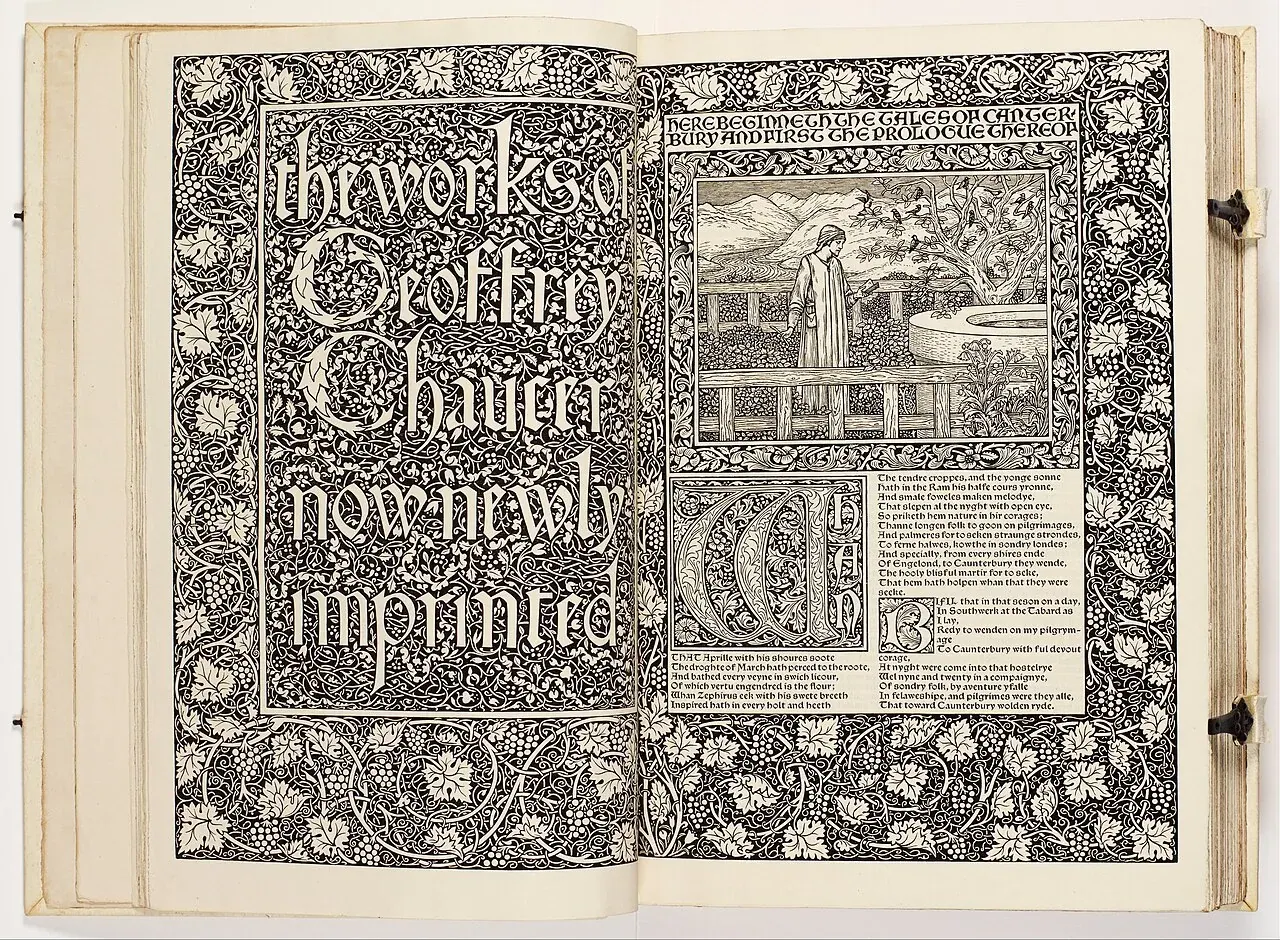 the works of
Geoffrey
Chaucer
now newly
imprinted
HERE BEGINNETH THE TALES OF CANTER-
BURY AND FIRST THE PROLOGUE THEREOF
WHAN
THAT Aprille with his shoures soote
The droghte of March hath perced to the roote,
And bathed every veyne in swich licour,
Of which vertu engendred is the flour;
Whan Zephirus eek with his swete breeth
Inspired hath in every holt and heeth
The tendre croppes, and the yonge sonne
Hath in the Ram his halfe cours yronne,
And smale foweles maken melodye,
That slepen al the nyght with open eye,
So priketh hem nature in hir corages;
Thanne longen folk to goon on pilgrimages,
And palmeres for to seken straunge strondes,
To ferne halwes, kowthe in sondry londes;
And specially, from every shires ende
Of Engelond, to Caunterbury they wende,
The hooly blisful martir for to seke,
That hem hath holpen whan that they were
seeke.
BIFIL that in that seson on a day,
In Southwerk at the Tabard as
I lay,
Redy to wenden on my pilgrym-
age
To Caunterbury with ful devout
corage,
At nyght were come into that hostelrye
Wel nyne and twenty in a compaignye,
Of sondry folk, by aventure yfalle
In felaweshipe, and pilgrimes were they alle,
That toward Caunterbury wolden ryde.